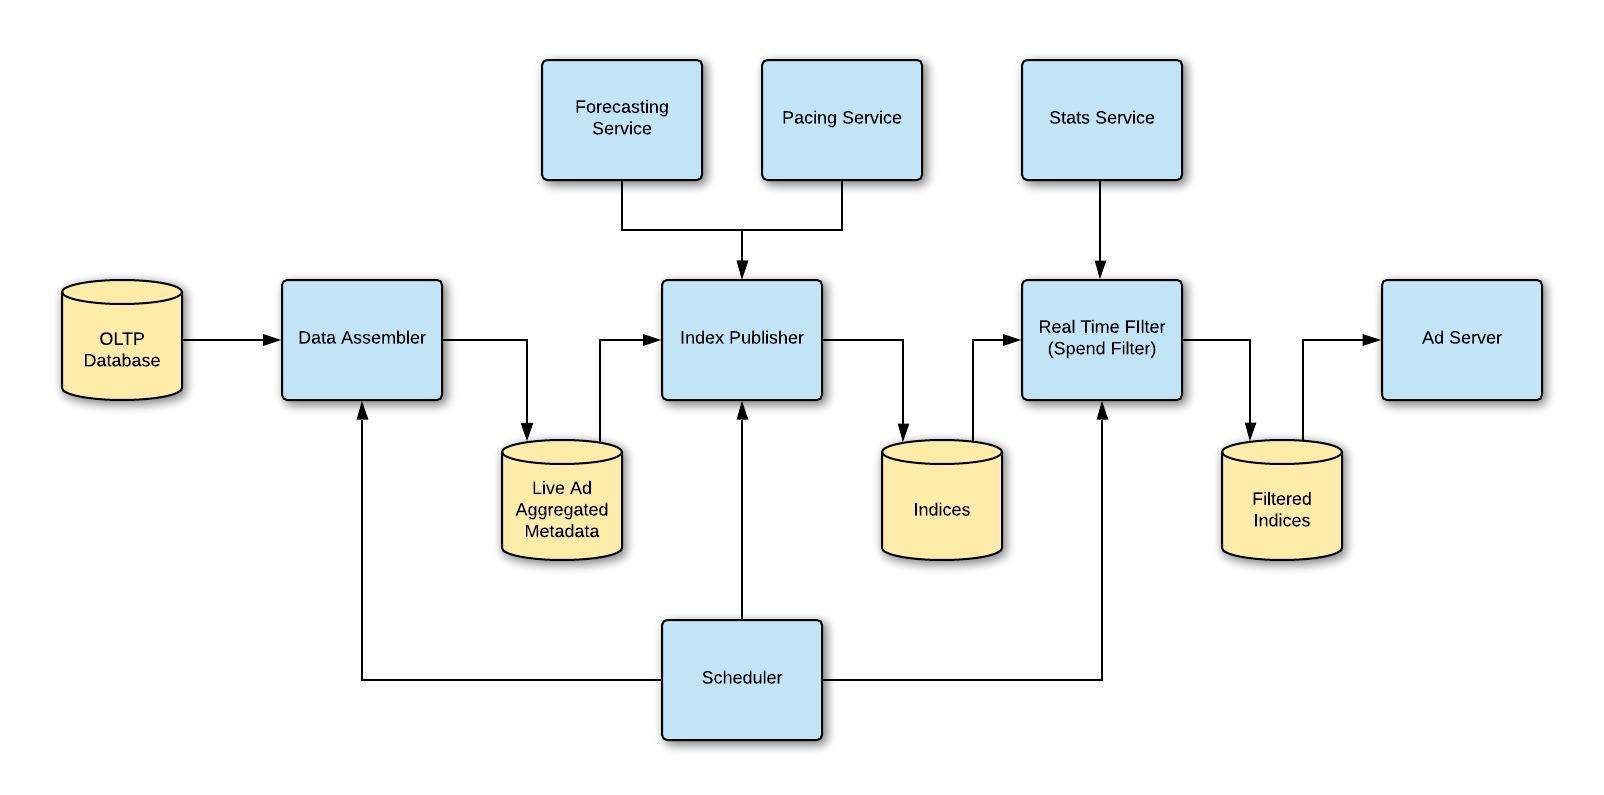 Forecasting
Service
Pacing Service
Stats Service
OLTP
Database
Data Assembler
Index Publisher
Real Time FIlter
(Spend Filter)
Ad Server
Live Ad
Aggregated
Metadata
Indices
Filtered
Indices
Scheduler